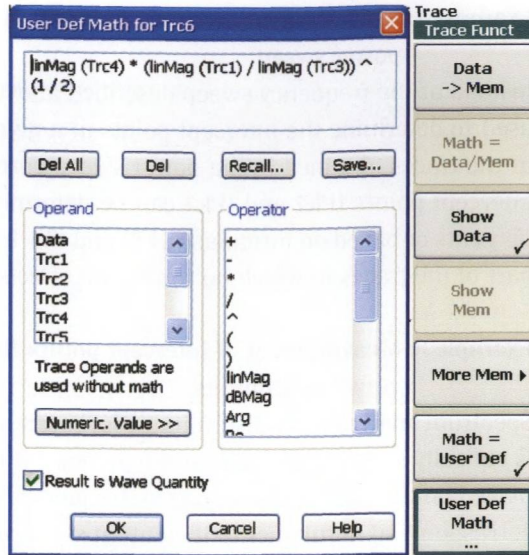 User Def Math for Trc6
linMag (Trc4) * (linMag (Trc1) / linMag (Trc3)) ^
(1 / 2)
Del All
Del
Recall...
Save...
Operand
Data
Trc1
Trc2
Trc3
Trc4
Trc5
Trace Operands are
used without math
Numeric. Value >>
Operator
+
-
*
/
^
(
)
linMag
dBMag
Arg
Re
Result is Wave Quantity
OK
Cancel
Help
Trace
Trace Funct
Data
-> Mem
Math =
Data/Mem
Show
Data
Show
Mem
More Mem
Math =
User Def
User Def
Math
...